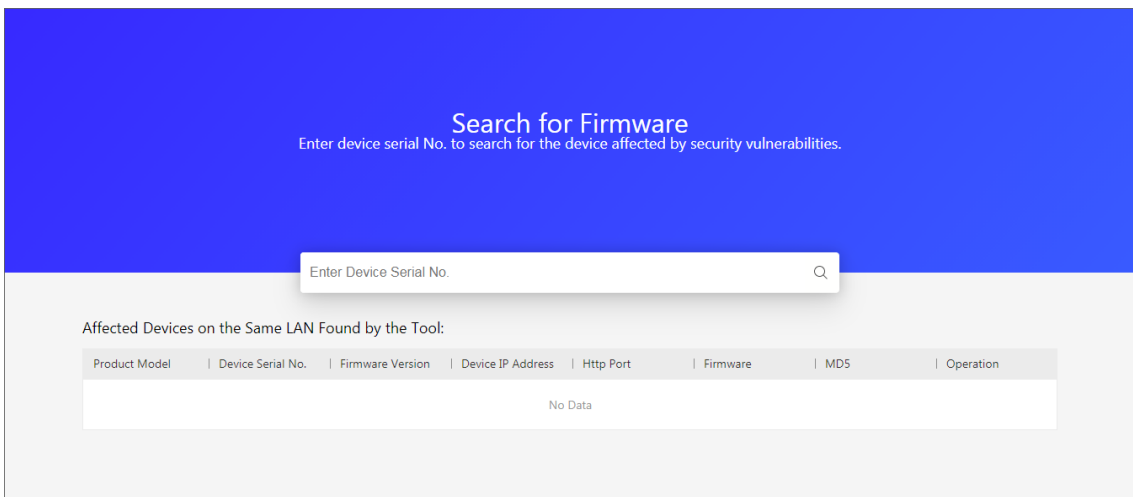 Search for Firmware
Enter device serial No. to search for the device affected by security vulnerabilities.
Enter Device Serial No.
Affected Devices on the Same LAN Found by the Tool:
Product Model | Device Serial No. | Firmware Version | Device IP Address | Http Port | Firmware | MD5 | Operation
No Data